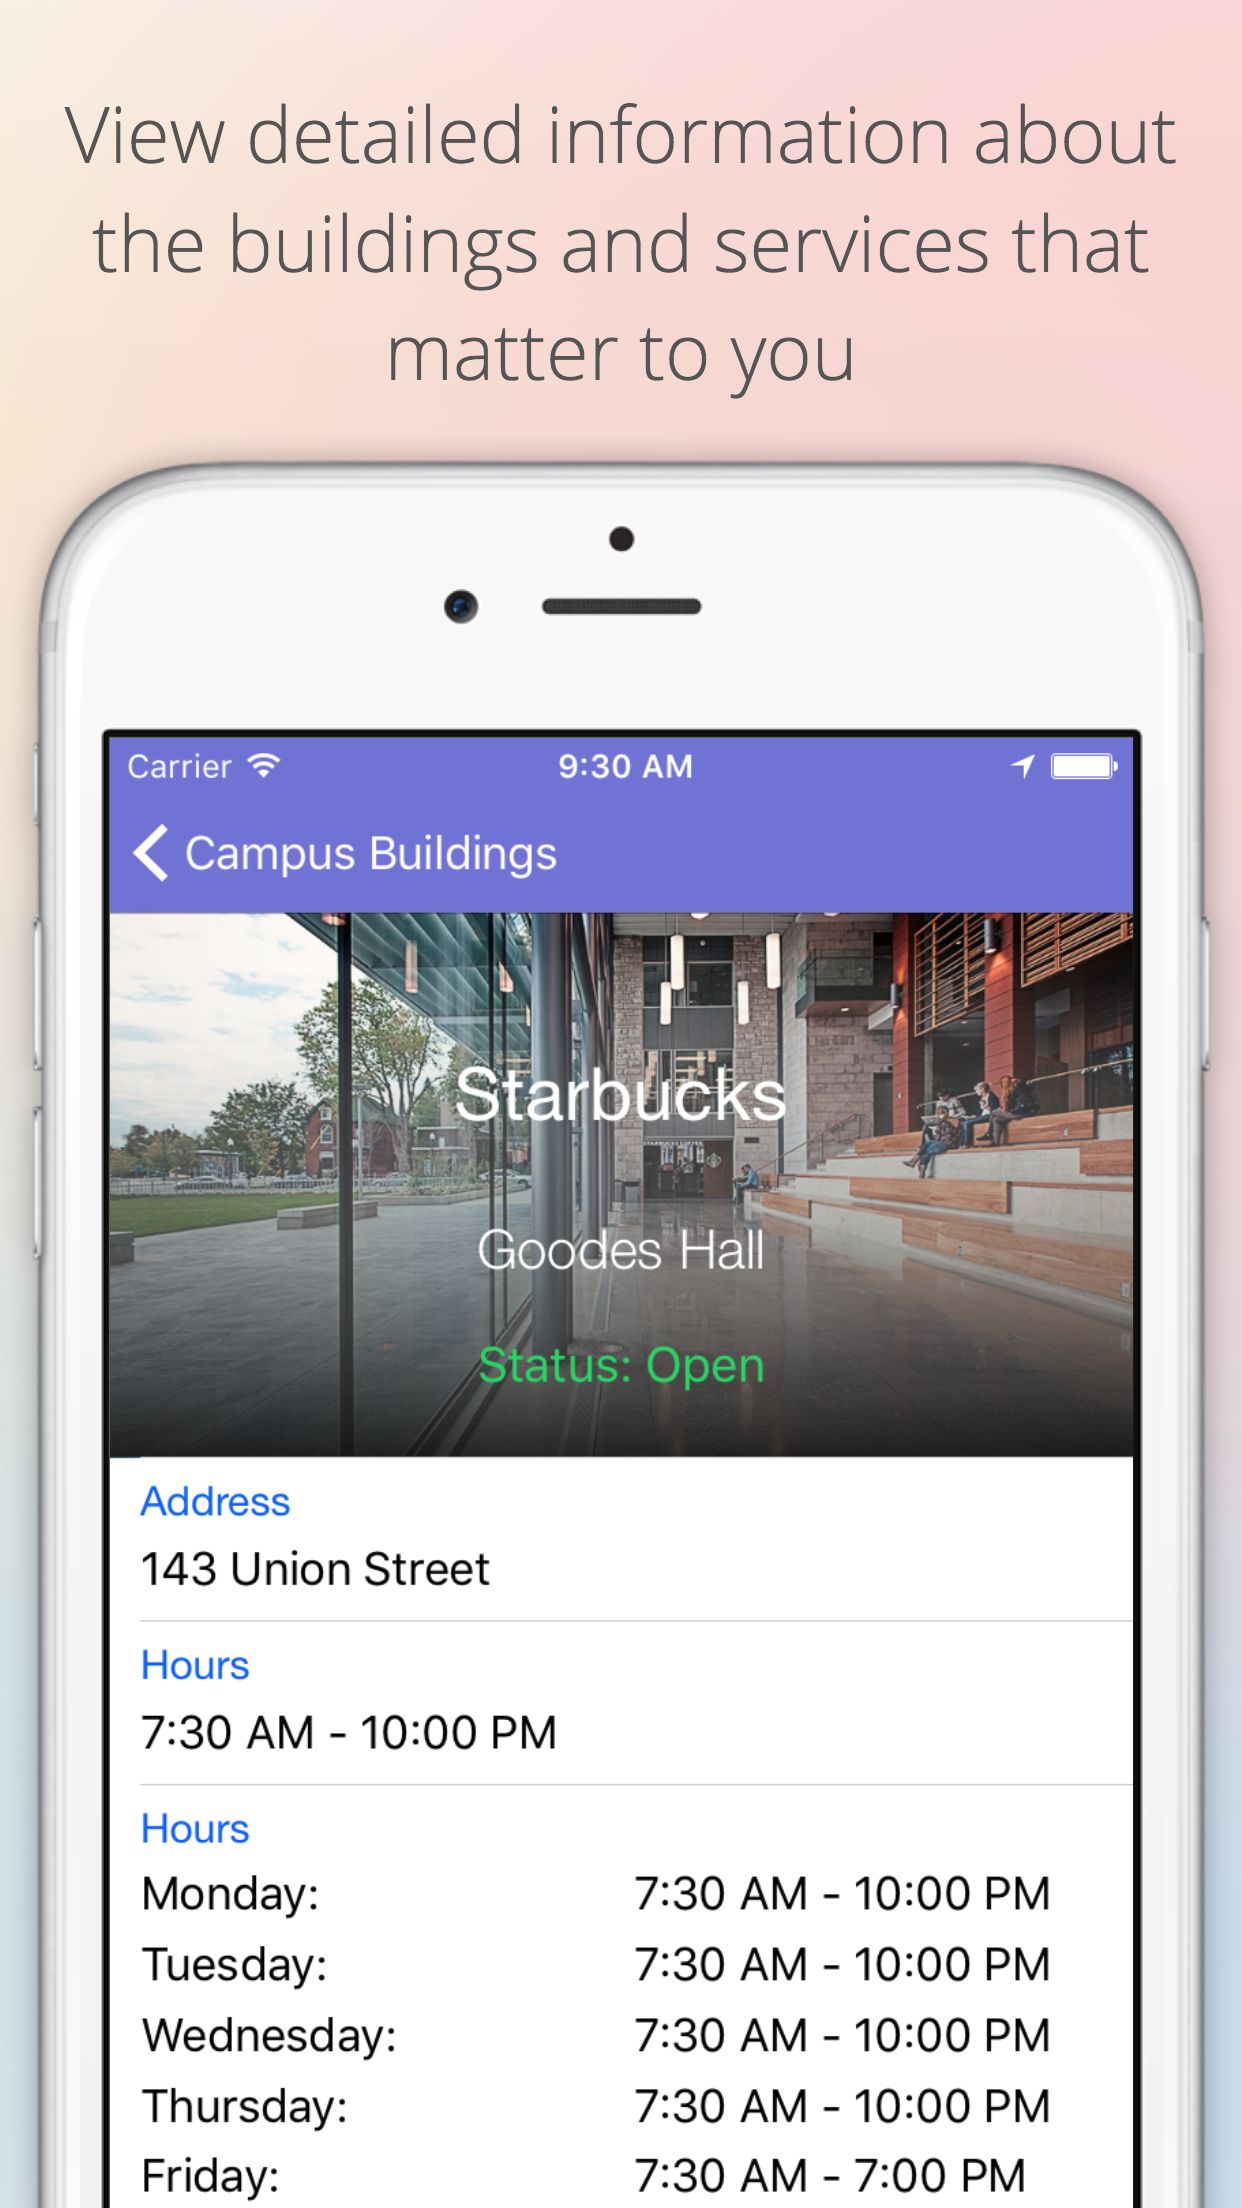 View detailed information about
the buildings and services that
matter to you
Carrier 9:30 AM
Campus Buildings
STARBUCKS COFFEE
Starbucks
Goodes Hall
Status: Open
Address
143 Union Street
Hours
7:30 AM - 10:00 PM
Hours
Monday: 7:30 AM - 10:00 PM
Tuesday: 7:30 AM - 10:00 PM
Wednesday: 7:30 AM - 10:00 PM
Thursday: 7:30 AM - 10:00 PM
Friday: 7:30 AM - 7:00 PM